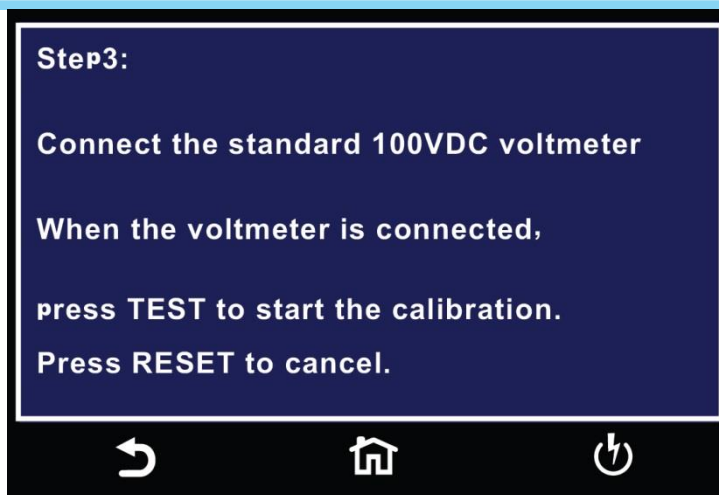 Step3:
Connect the standard 100VDC voltmeter
When the voltmeter is connected,
press TEST to start the calibration.
Press RESET to cancel.